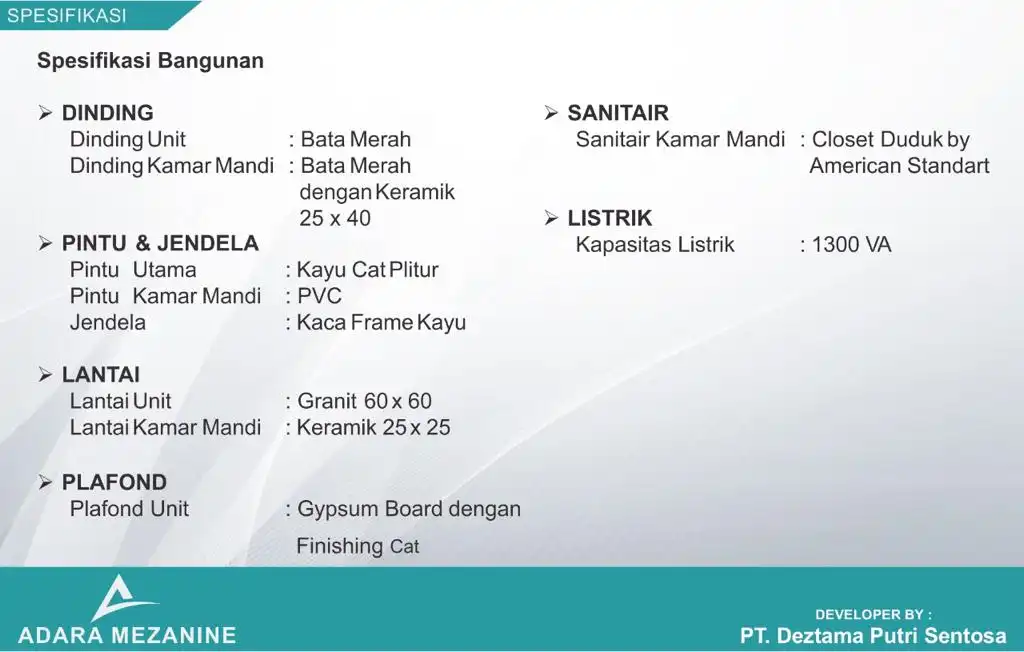 SPESIFIKASI
Spesifikasi Bangunan
➢ DINDING
Dinding Unit : Bata Merah
Dinding Kamar Mandi : Bata Merah
dengan Keramik
25 x 40
➢ PINTU & JENDELA
Pintu Utama : Kayu Cat Plitur
Pintu Kamar Mandi : PVC
Jendela : Kaca Frame Kayu
➢ LANTAI
Lantai Unit : Granit 60 x 60
Lantai Kamar Mandi : Keramik 25 x 25
➢ PLAFOND
Plafond Unit : Gypsum Board dengan
Finishing Cat
➢ SANITAIR
Sanitair Kamar Mandi : Closet Duduk by
American Standart
➢ LISTRIK
Kapasitas Listrik : 1300 VA
ADARA MEZANINE
DEVELOPER BY :
PT. Deztama Putri Sentosa